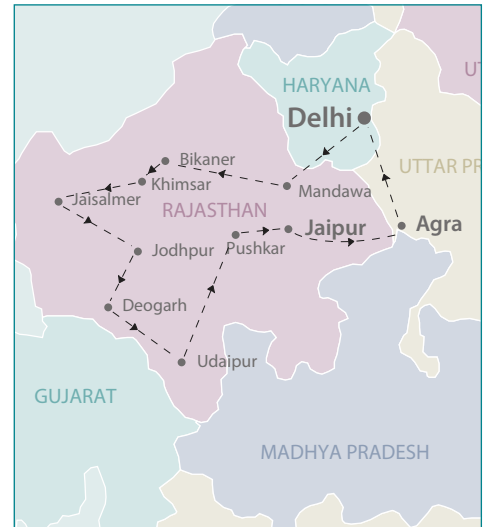 UT
HARYANA
Delhi
Bikaner
UTTAR PR
Khimsar
Mandawa
Jaisalmer
RAJASTHAN
Jaipur
Agra
Pushkar
Jodhpur
Deogarh
Udaipur
GUJARAT
MADHYA PRADESH